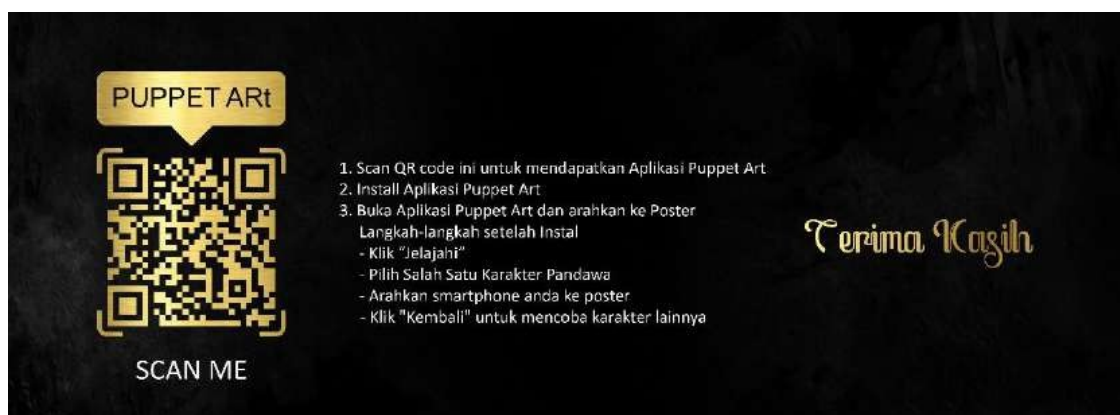 PUPPET ARt
SCAN ME
1. Scan QR code ini untuk mendapatkan Aplikasi Puppet Art
2. Install Aplikasi Puppet Art
3. Buka Aplikasi Puppet Art dan arahkan ke Poster
Langkah-langkah setelah Instal
- Klik “Jelajahi”
- Pilih Salah Satu Karakter Pandawa
- Arahkan smartphone anda ke poster
- Klik "Kembali" untuk mencoba karakter lainnya
Terima Kasih